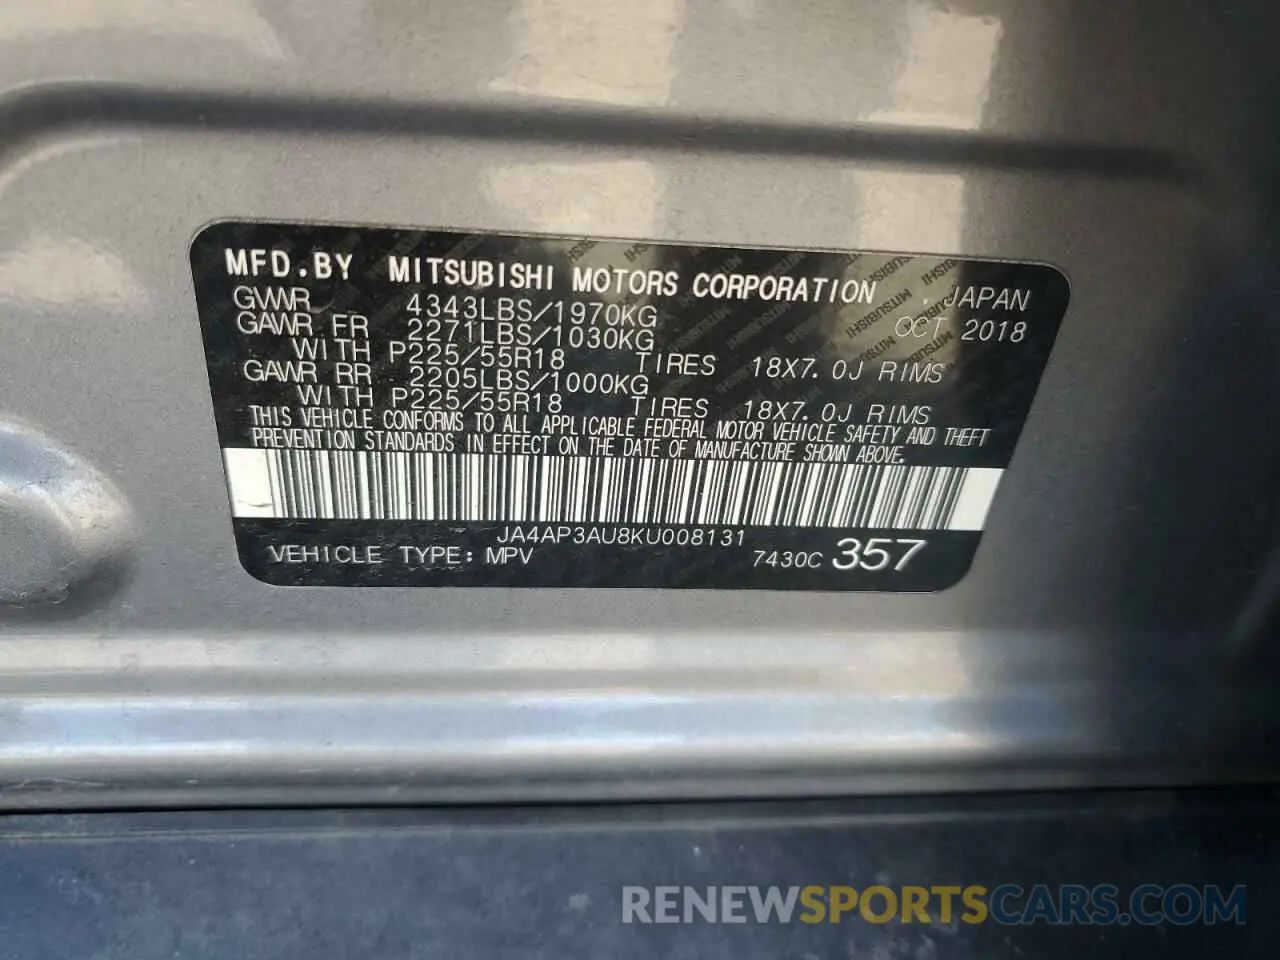 MFD.BY MITSUBISHI MOTORS CORPORATION . JAPAN
GVWR 4343LBS/1970KG OCT 2018
GAWR FR 2271LBS/1030KG
WITH P225/55R18 TIRES 18X7.0J RIMS
GAWR RR 2205LBS/1000KG
WITH P225/55R18 TIRES 18X7.0J RIMS
THIS VEHICLE CONFORMS TO ALL APPLICABLE FEDERAL MOTOR VEHICLE SAFETY AND THEFT
PREVENTION STANDARDS IN EFFECT ON THE DATE OF MANUFACTURE SHOWN ABOVE.
JA4AP3AU8KU008131
VEHICLE TYPE: MPV 7430C 357
RENEWSPORTSCARS.COM